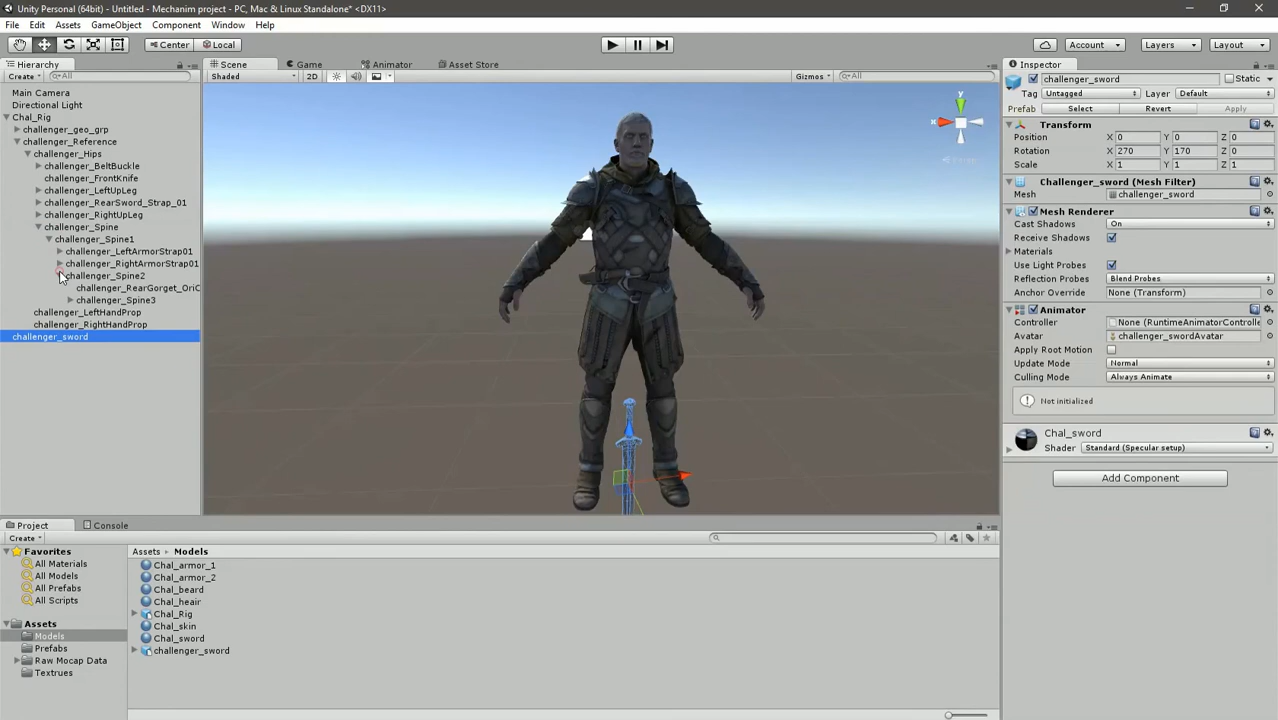 Unity Personal (64bit) - Untitled - Mechanim project - PC, Mac & Linux Standalone* <DX11>
File Edit Assets GameObject Component Window Help
Center Local Account Layers Layout
Hierarchy
Create All
Main Camera
Directional Light
Chal_Rig
challenger_geo_grp
challenger_Reference
challenger_Hips
challenger_BeltBuckle
challenger_FrontKnife
challenger_LeftUpLeg
challenger_RearSword_Strap_01
challenger_RightUpLeg
challenger_Spine
challenger_Spine1
challenger_LeftArmorStrap01
challenger_RightArmorStrap01
challenger_Spine2
challenger_RearGorget_OriC
challenger_Spine3
challenger_LeftHandProp
challenger_RightHandProp
challenger_sword
Scene Game Animator Asset Store
Shaded 2D Gizmos All
y
x
Inspector
challenger_sword Static
Tag Untagged Layer Default
Prefab Select Revert Apply
Transform
Position X 0 Y 0 Z 0
Rotation X 270 Y 170 Z 0
Scale X 1 Y 1 Z 1
Challenger_sword (Mesh Filter)
Mesh challenger_sword
Mesh Renderer
Cast Shadows On
Receive Shadows
Materials
Use Light Probes
Reflection Probes Blend Probes
Anchor Override None (Transform)
Animator
Controller None (RuntimeAnimatorControlle
Avatar challenger_swordAvatar
Apply Root Motion
Update Mode Normal
Culling Mode Always Animate
Not initialized
Chal_sword
Shader Standard (Specular setup)
Add Component
Project Console
Create
Favorites
All Materials
All Models
All Prefabs
All Scripts
Assets
Models
Prefabs
Raw Mocap Data
Textrues
Assets Models
Chal_armor_1
Chal_armor_2
Chal_beard
Chal_heair
Chal_Rig
Chal_skin
Chal_sword
challenger_sword